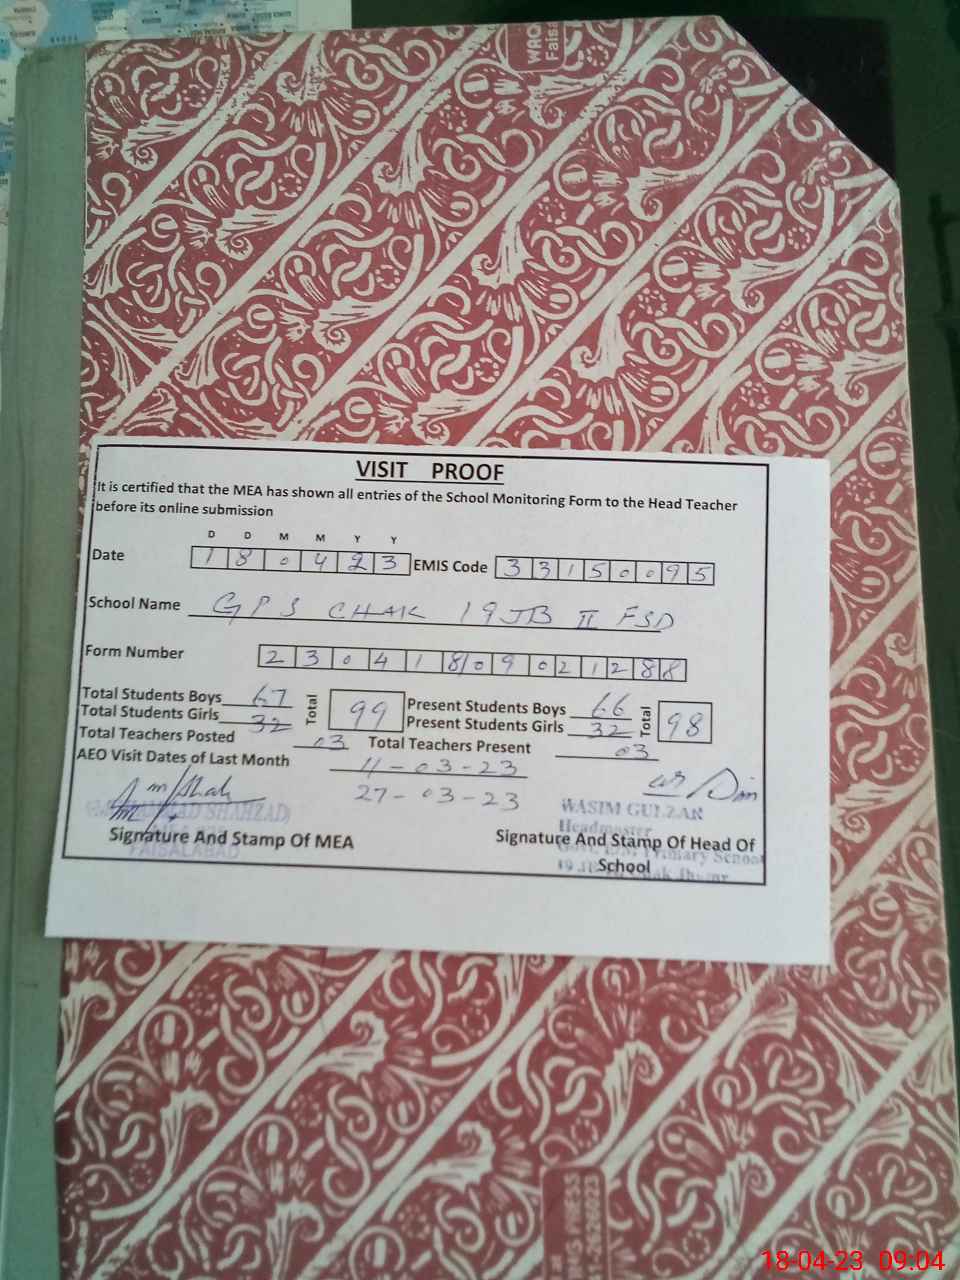 VISIT PROOF
It is certified that the MEA has shown all entries of the School Monitoring Form to the Head Teacher
before its online submission
D D M M Y Y
Date 1 8 0 4 2 3 EMIS Code 3 3 1 5 0 0 9 5
School Name GPS CHAK 19 JB II FSD
Form Number 2 3 0 4 1 8 0 9 0 2 1 2 8 8
Total Students Boys 67 Total 99 Present Students Boys 66 Total 98
Total Students Girls 32 Present Students Girls 32
Total Teachers Posted 03 Total Teachers Present 03
AEO Visit Dates of Last Month 11-03-23
27-03-23
WASIM GULZAR
Headmaster
SHAHZAD
Signature And Stamp Of MEA
Signature And Stamp Of Head Of
School
Primary School
FAISALABAD
18-04-23 09:04